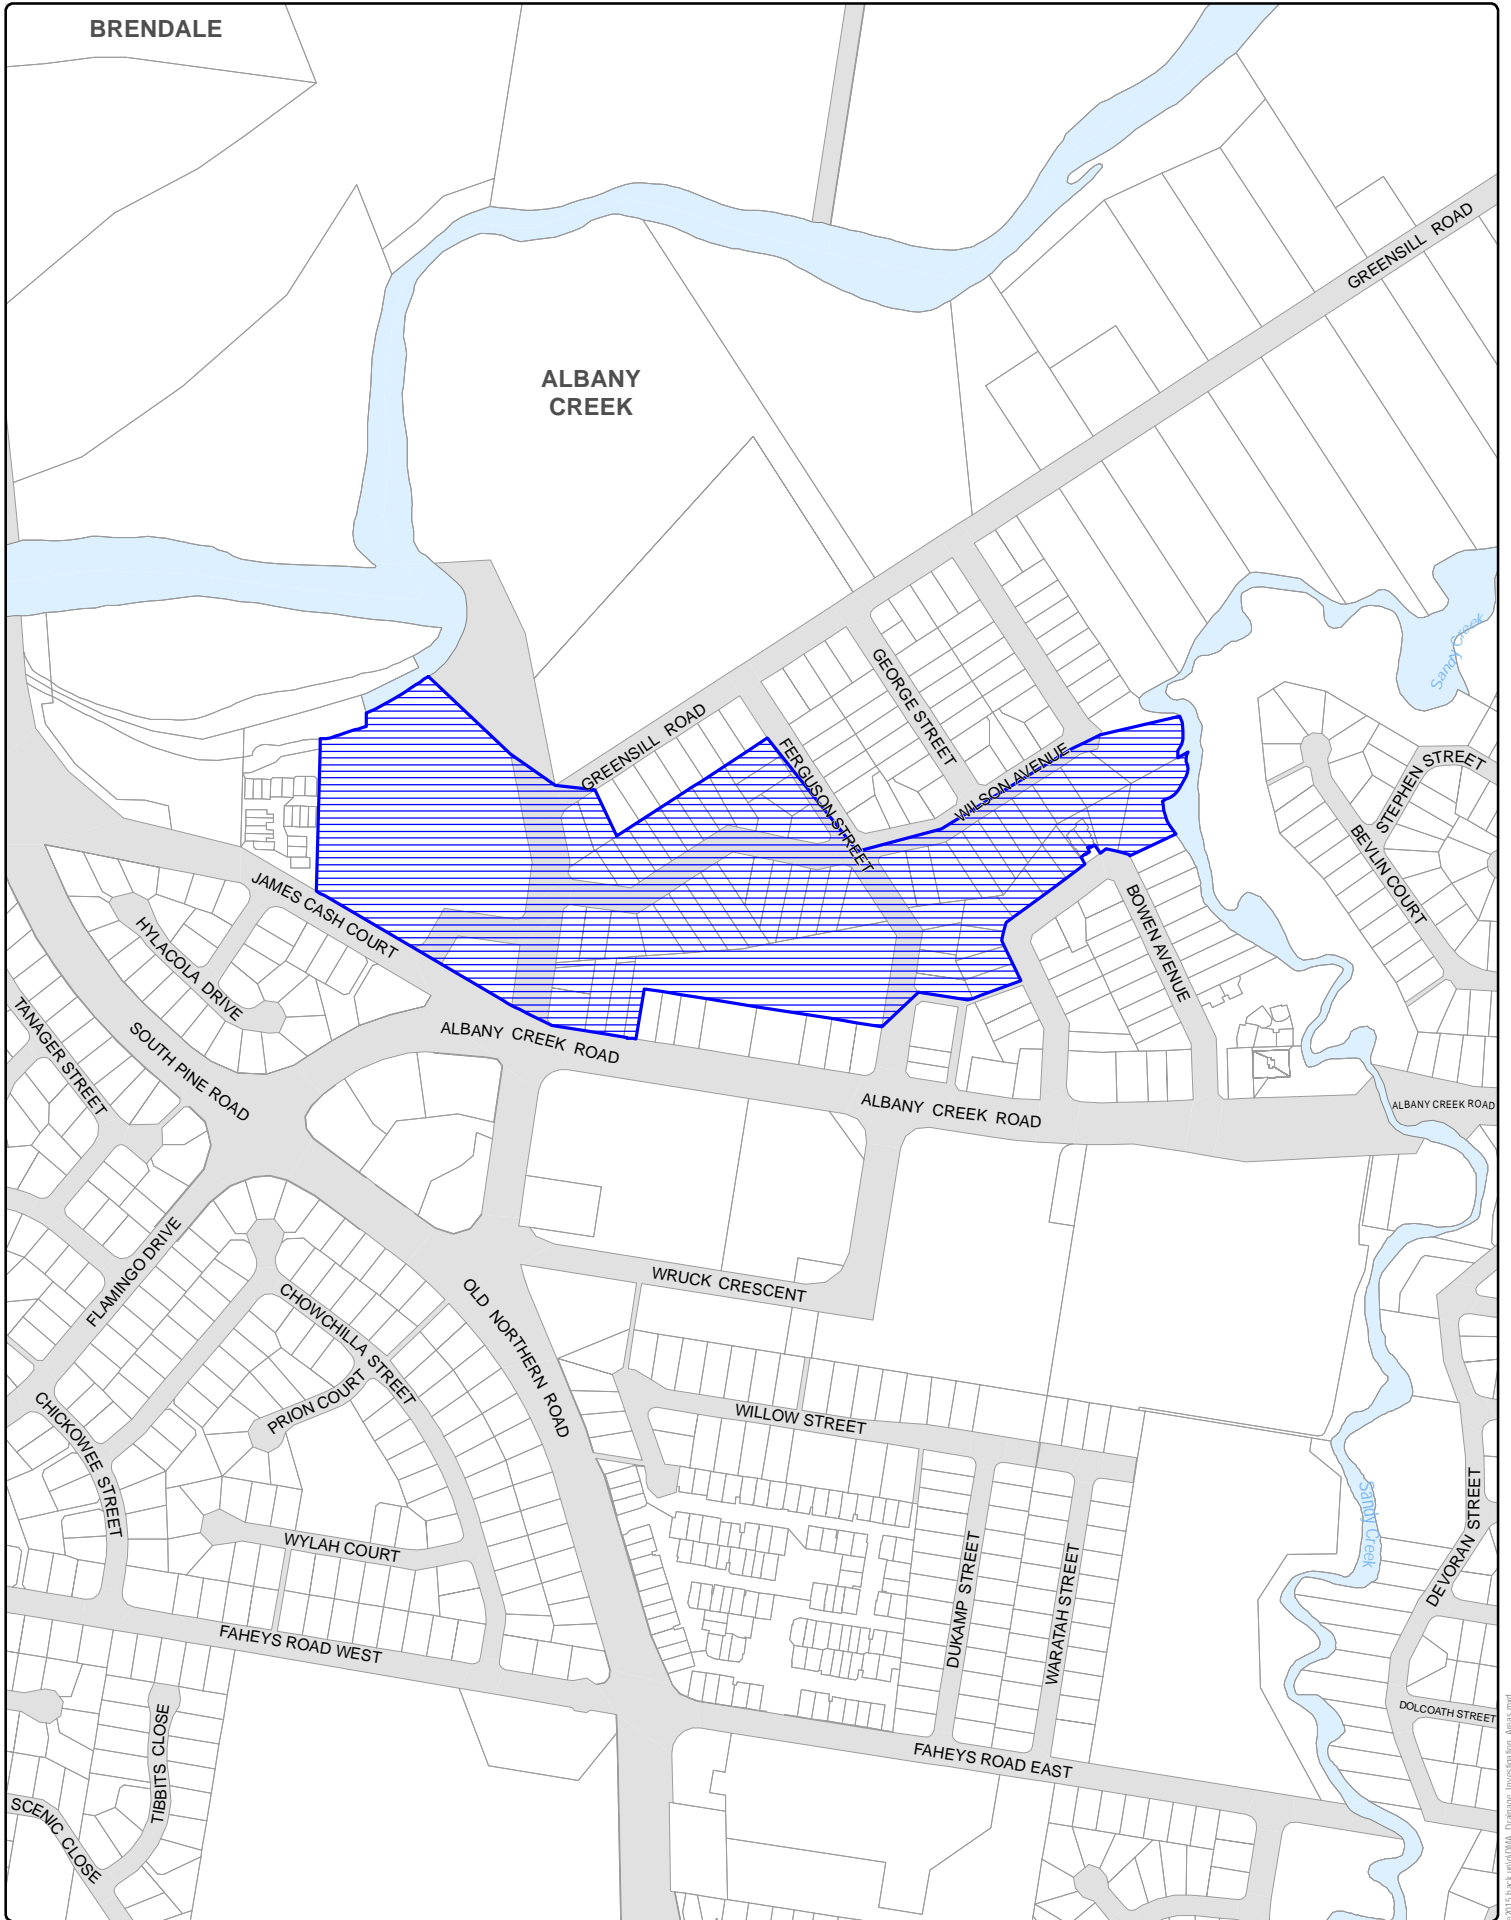 BRENDALE
GREENSILL ROAD
ALBANY
CREEK
Sandy Creek
GEORGE STREET
GREENSILL ROAD
FERGUSON STREET
WILSON AVENUE
STEPHEN STREET
BEVLIN COURT
JAMES CASH COURT
HYLACOLA DRIVE
BOWEN AVENUE
TANAGER STREET
SOUTH PINE ROAD
ALBANY CREEK ROAD
ALBANY CREEK ROAD
ALBANY CREEK ROAD
FLAMINGO DRIVE
WRUCK CRESCENT
CHOWCHILLA STREET
OLD NORTHERN ROAD
PRION COURT
CHICKOWEE STREET
WILLOW STREET
Sandy Creek
DEVORAN STREET
WYLAH COURT
DUKAMP STREET
WARATAH STREET
FAHEYS ROAD WEST
TIBBITS CLOSE
DOLCOATH STREET
FAHEYS ROAD EAST
SCENIC CLOSE